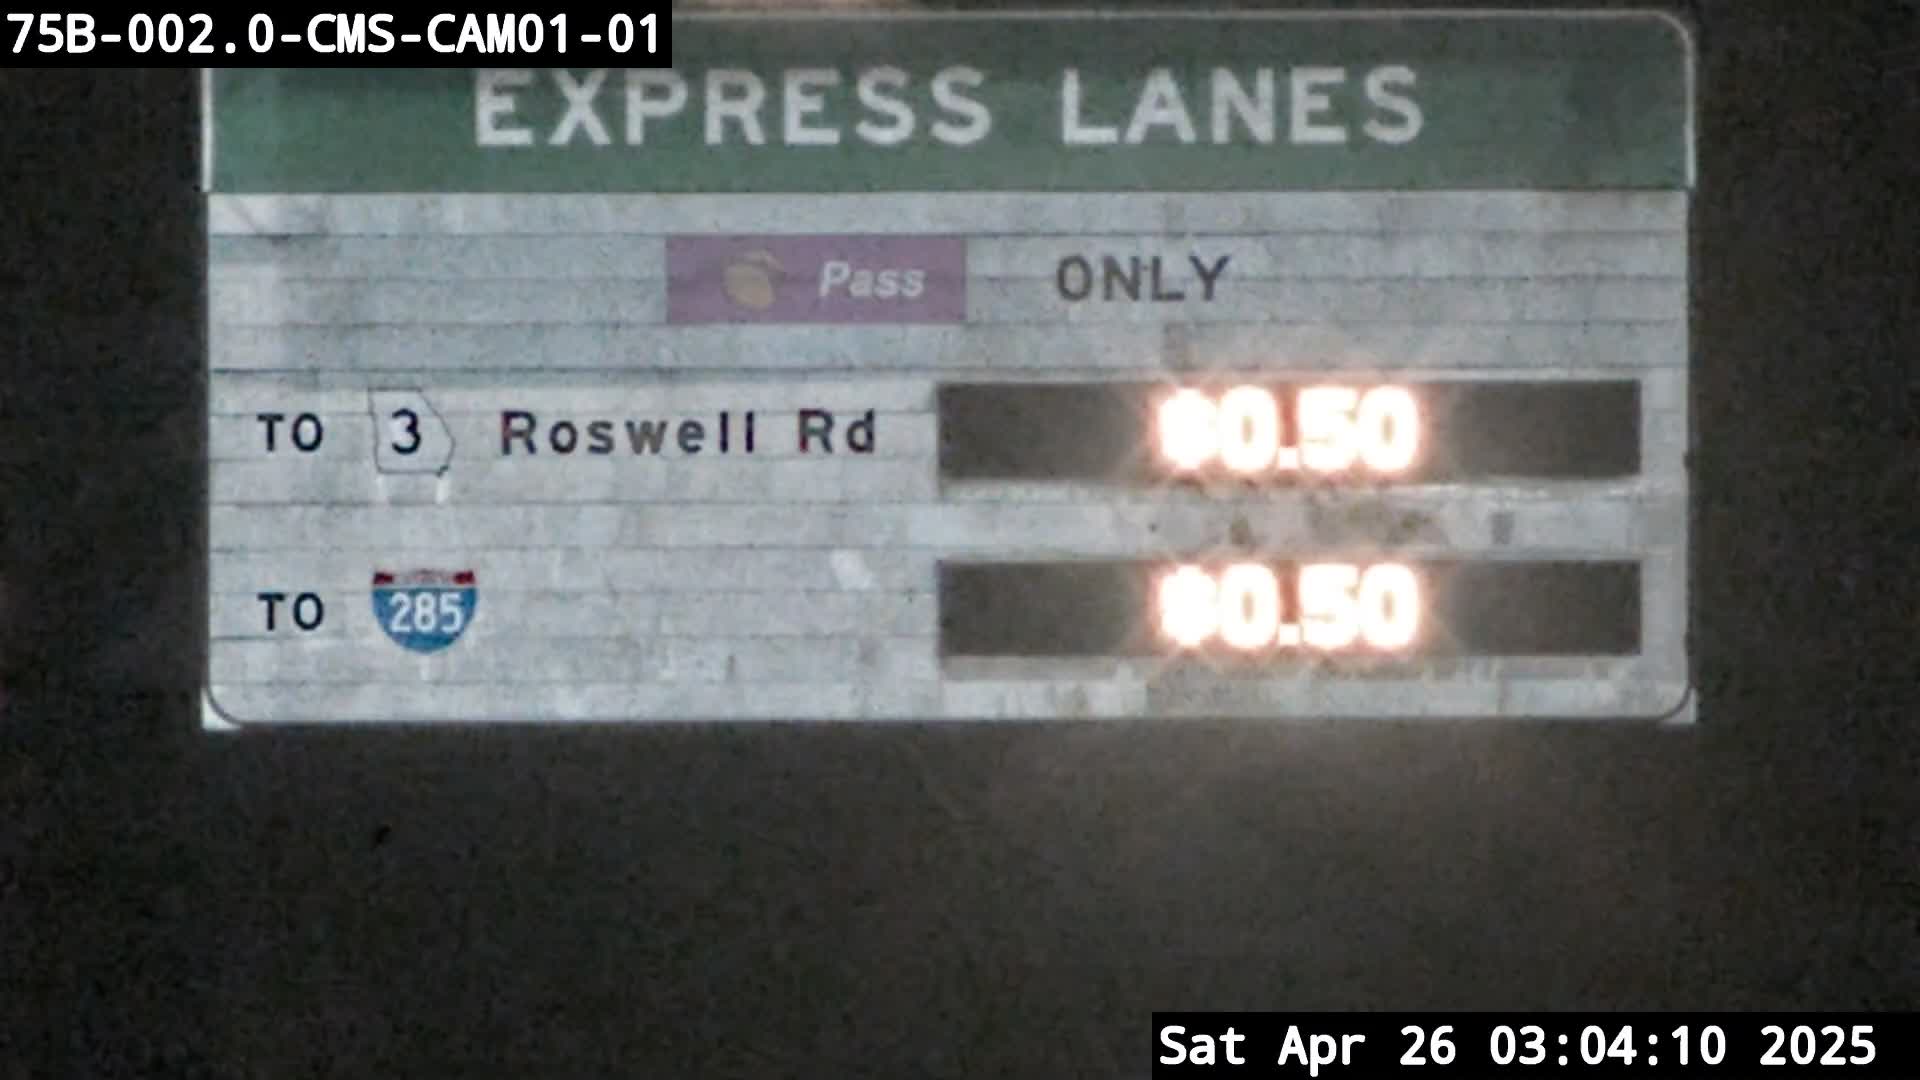 75B-002.0-CMS-CAM01-01
EXPRESS LANES
Pass ONLY
TO 3 Roswell Rd $0.50
TO 285 $0.50
Sat Apr 26 03:04:10 2025